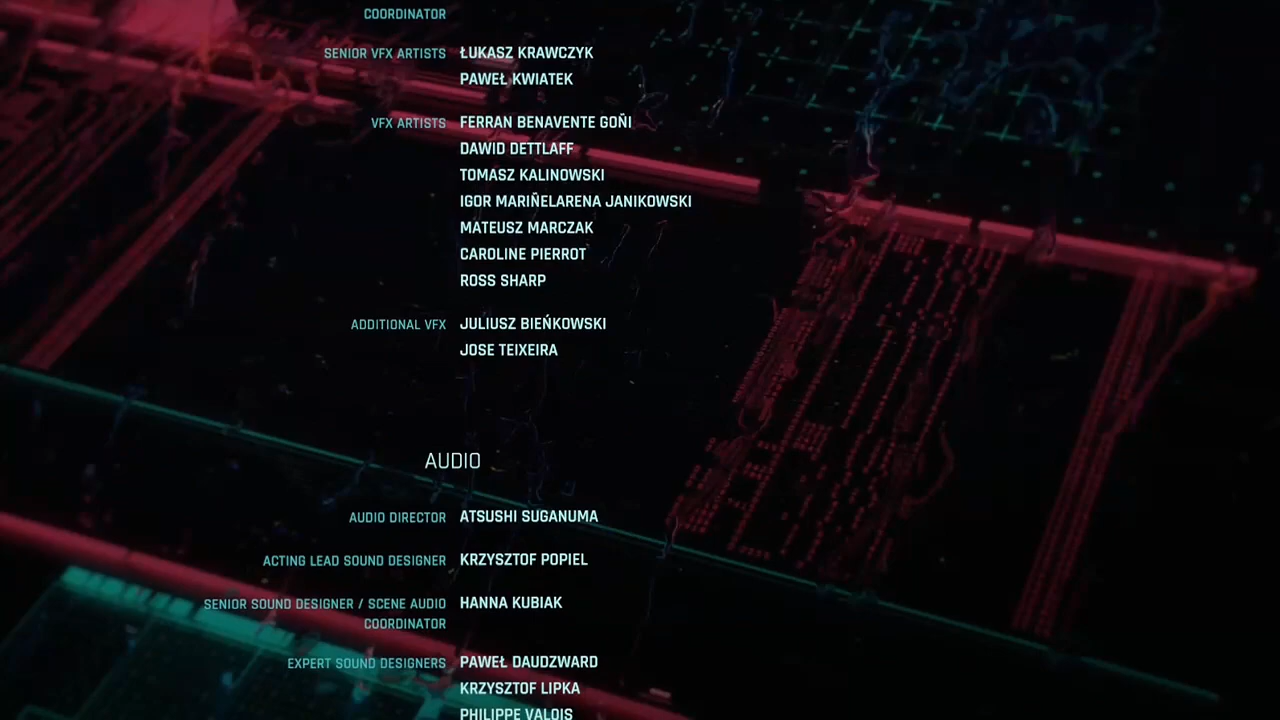 COORDINATOR
SENIOR VFX ARTISTS ŁUKASZ KRAWCZYK
PAWEŁ KWIATEK
VFX ARTISTS FERRAN BENAVENTE GOÑI
DAWID DETTLAFF
TOMASZ KALINOWSKI
IGOR MARIÑELARENA JANIKOWSKI
MATEUSZ MARCZAK
CAROLINE PIERROT
ROSS SHARP
ADDITIONAL VFX JULIUSZ BIEŃKOWSKI
JOSE TEIXEIRA
AUDIO
AUDIO DIRECTOR ATSUSHI SUGANUMA
ACTING LEAD SOUND DESIGNER KRZYSZTOF POPIEL
SENIOR SOUND DESIGNER / SCENE AUDIO HANNA KUBIAK
COORDINATOR
EXPERT SOUND DESIGNERS PAWEŁ DAUDZWARD
KRZYSZTOF LIPKA
PHILIPPE VALOIS